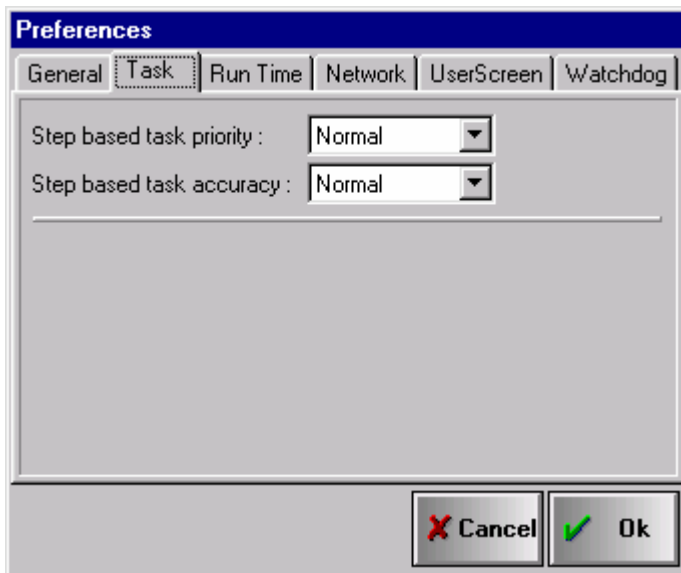 Preferences
General Task Run Time Network UserScreen Watchdog
Step based task priority : Normal
Step based task accuracy : Normal
Cancel Ok